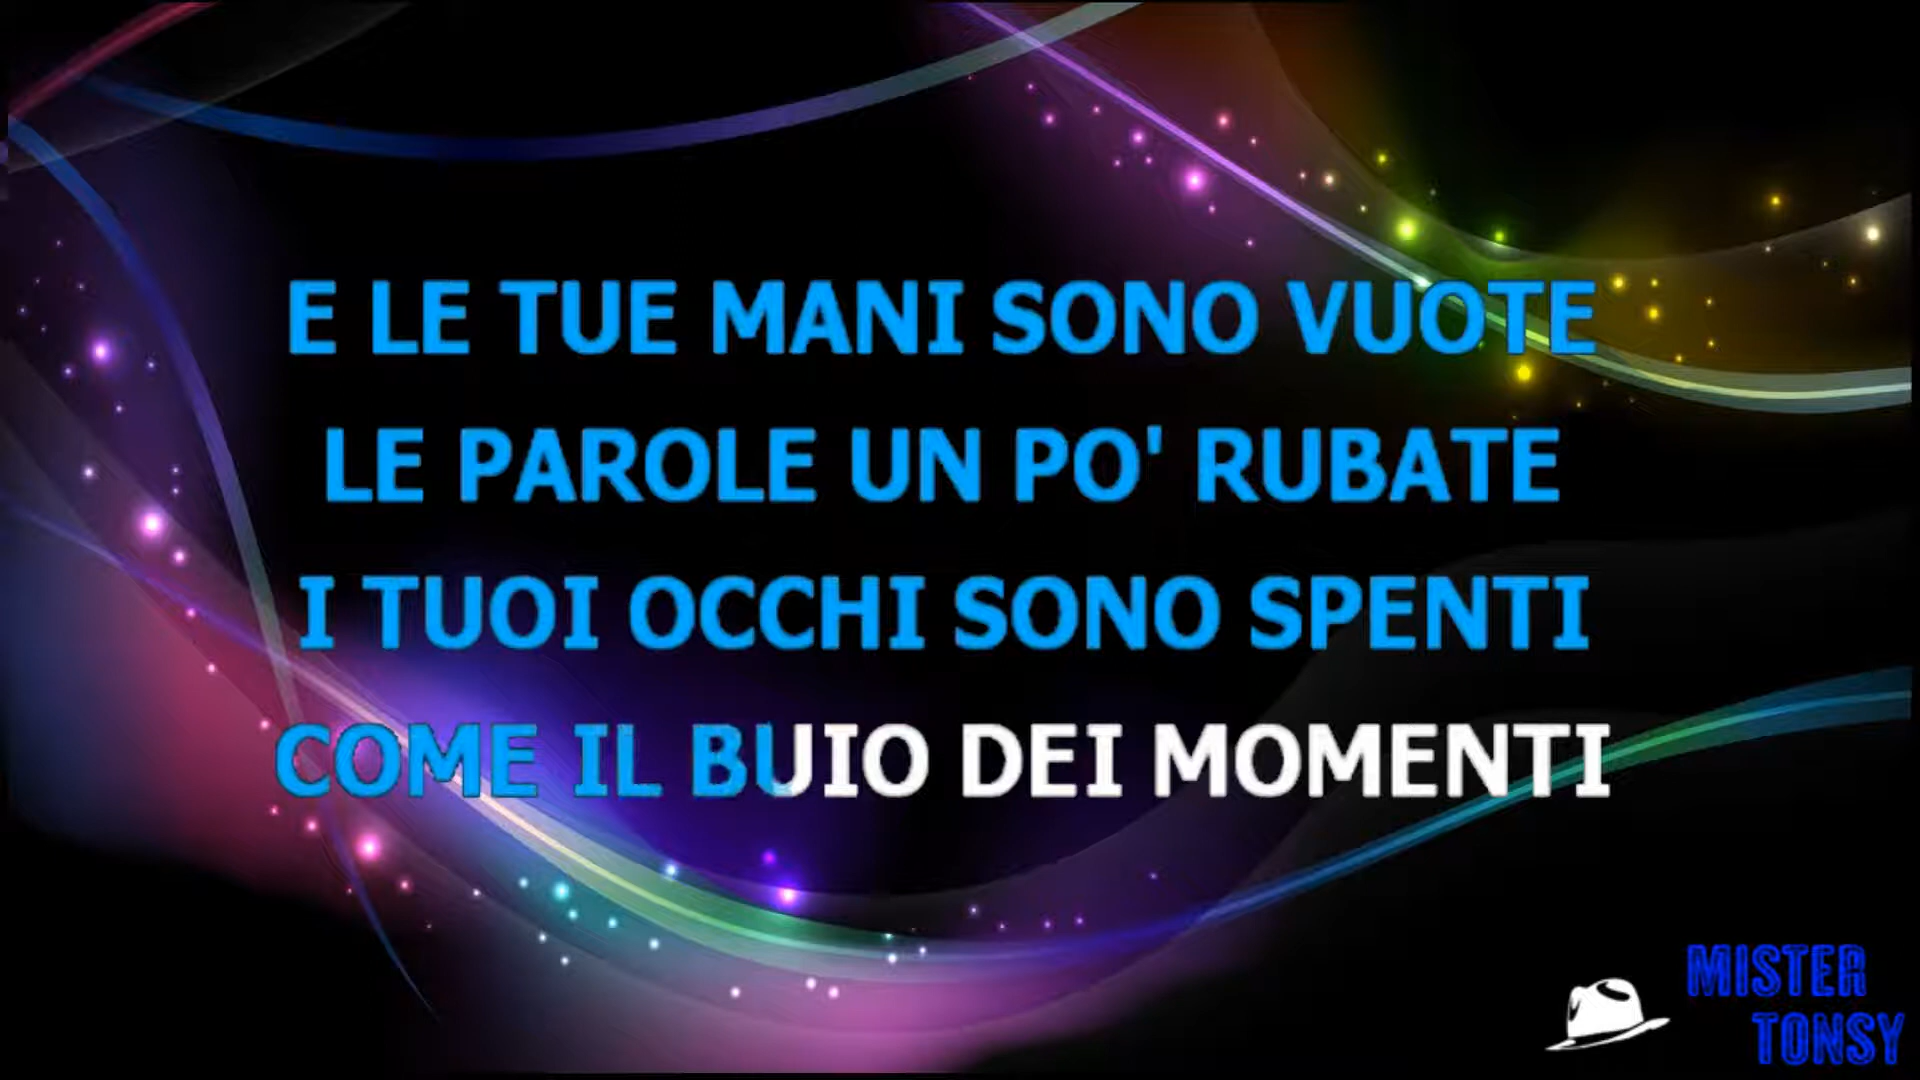 E LE TUE MANI SONO VUOTE
LE PAROLE UN PO' RUBATE
I TUOI OCCHI SONO SPENTI
COME IL BUIO DEI MOMENTI
MISTER
TONSY